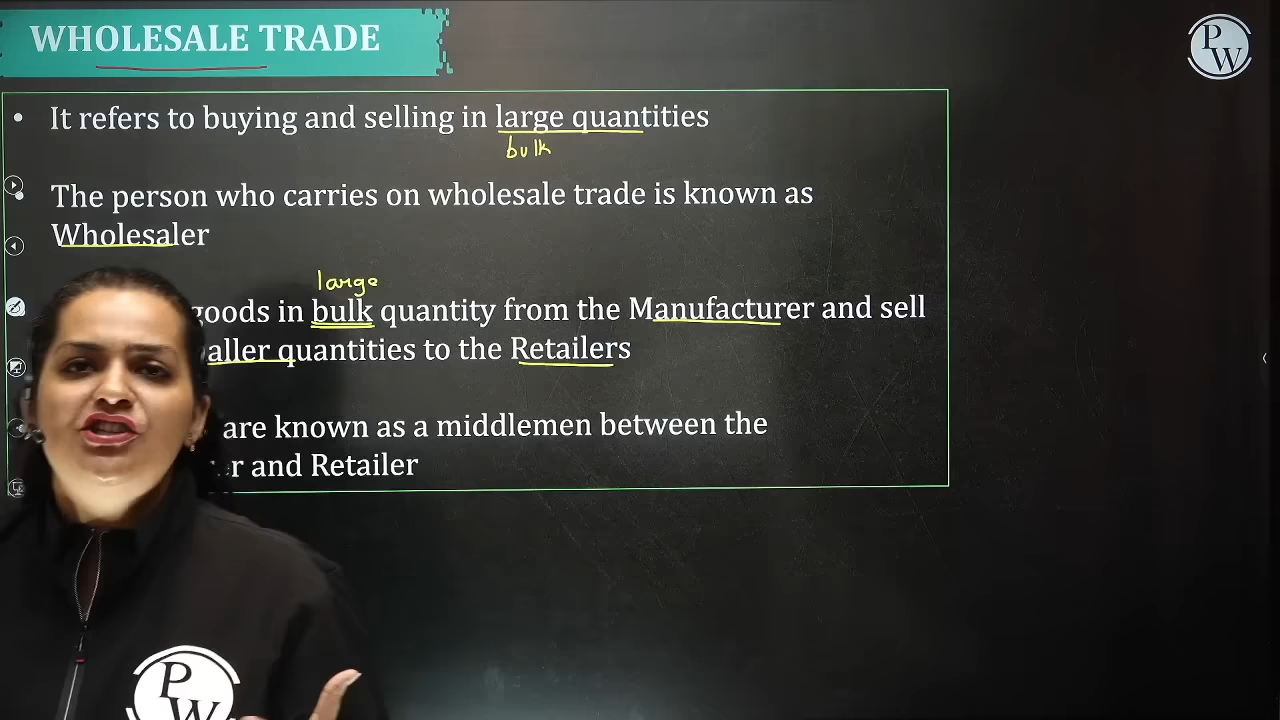 WHOLESALE TRADE
PW
• It refers to buying and selling in large quantities
bulk
• The person who carries on wholesale trade is known as
Wholesaler
large
goods in bulk quantity from the Manufacturer and sell
aller quantities to the Retailers
are known as a middlemen between the
er and Retailer
PW